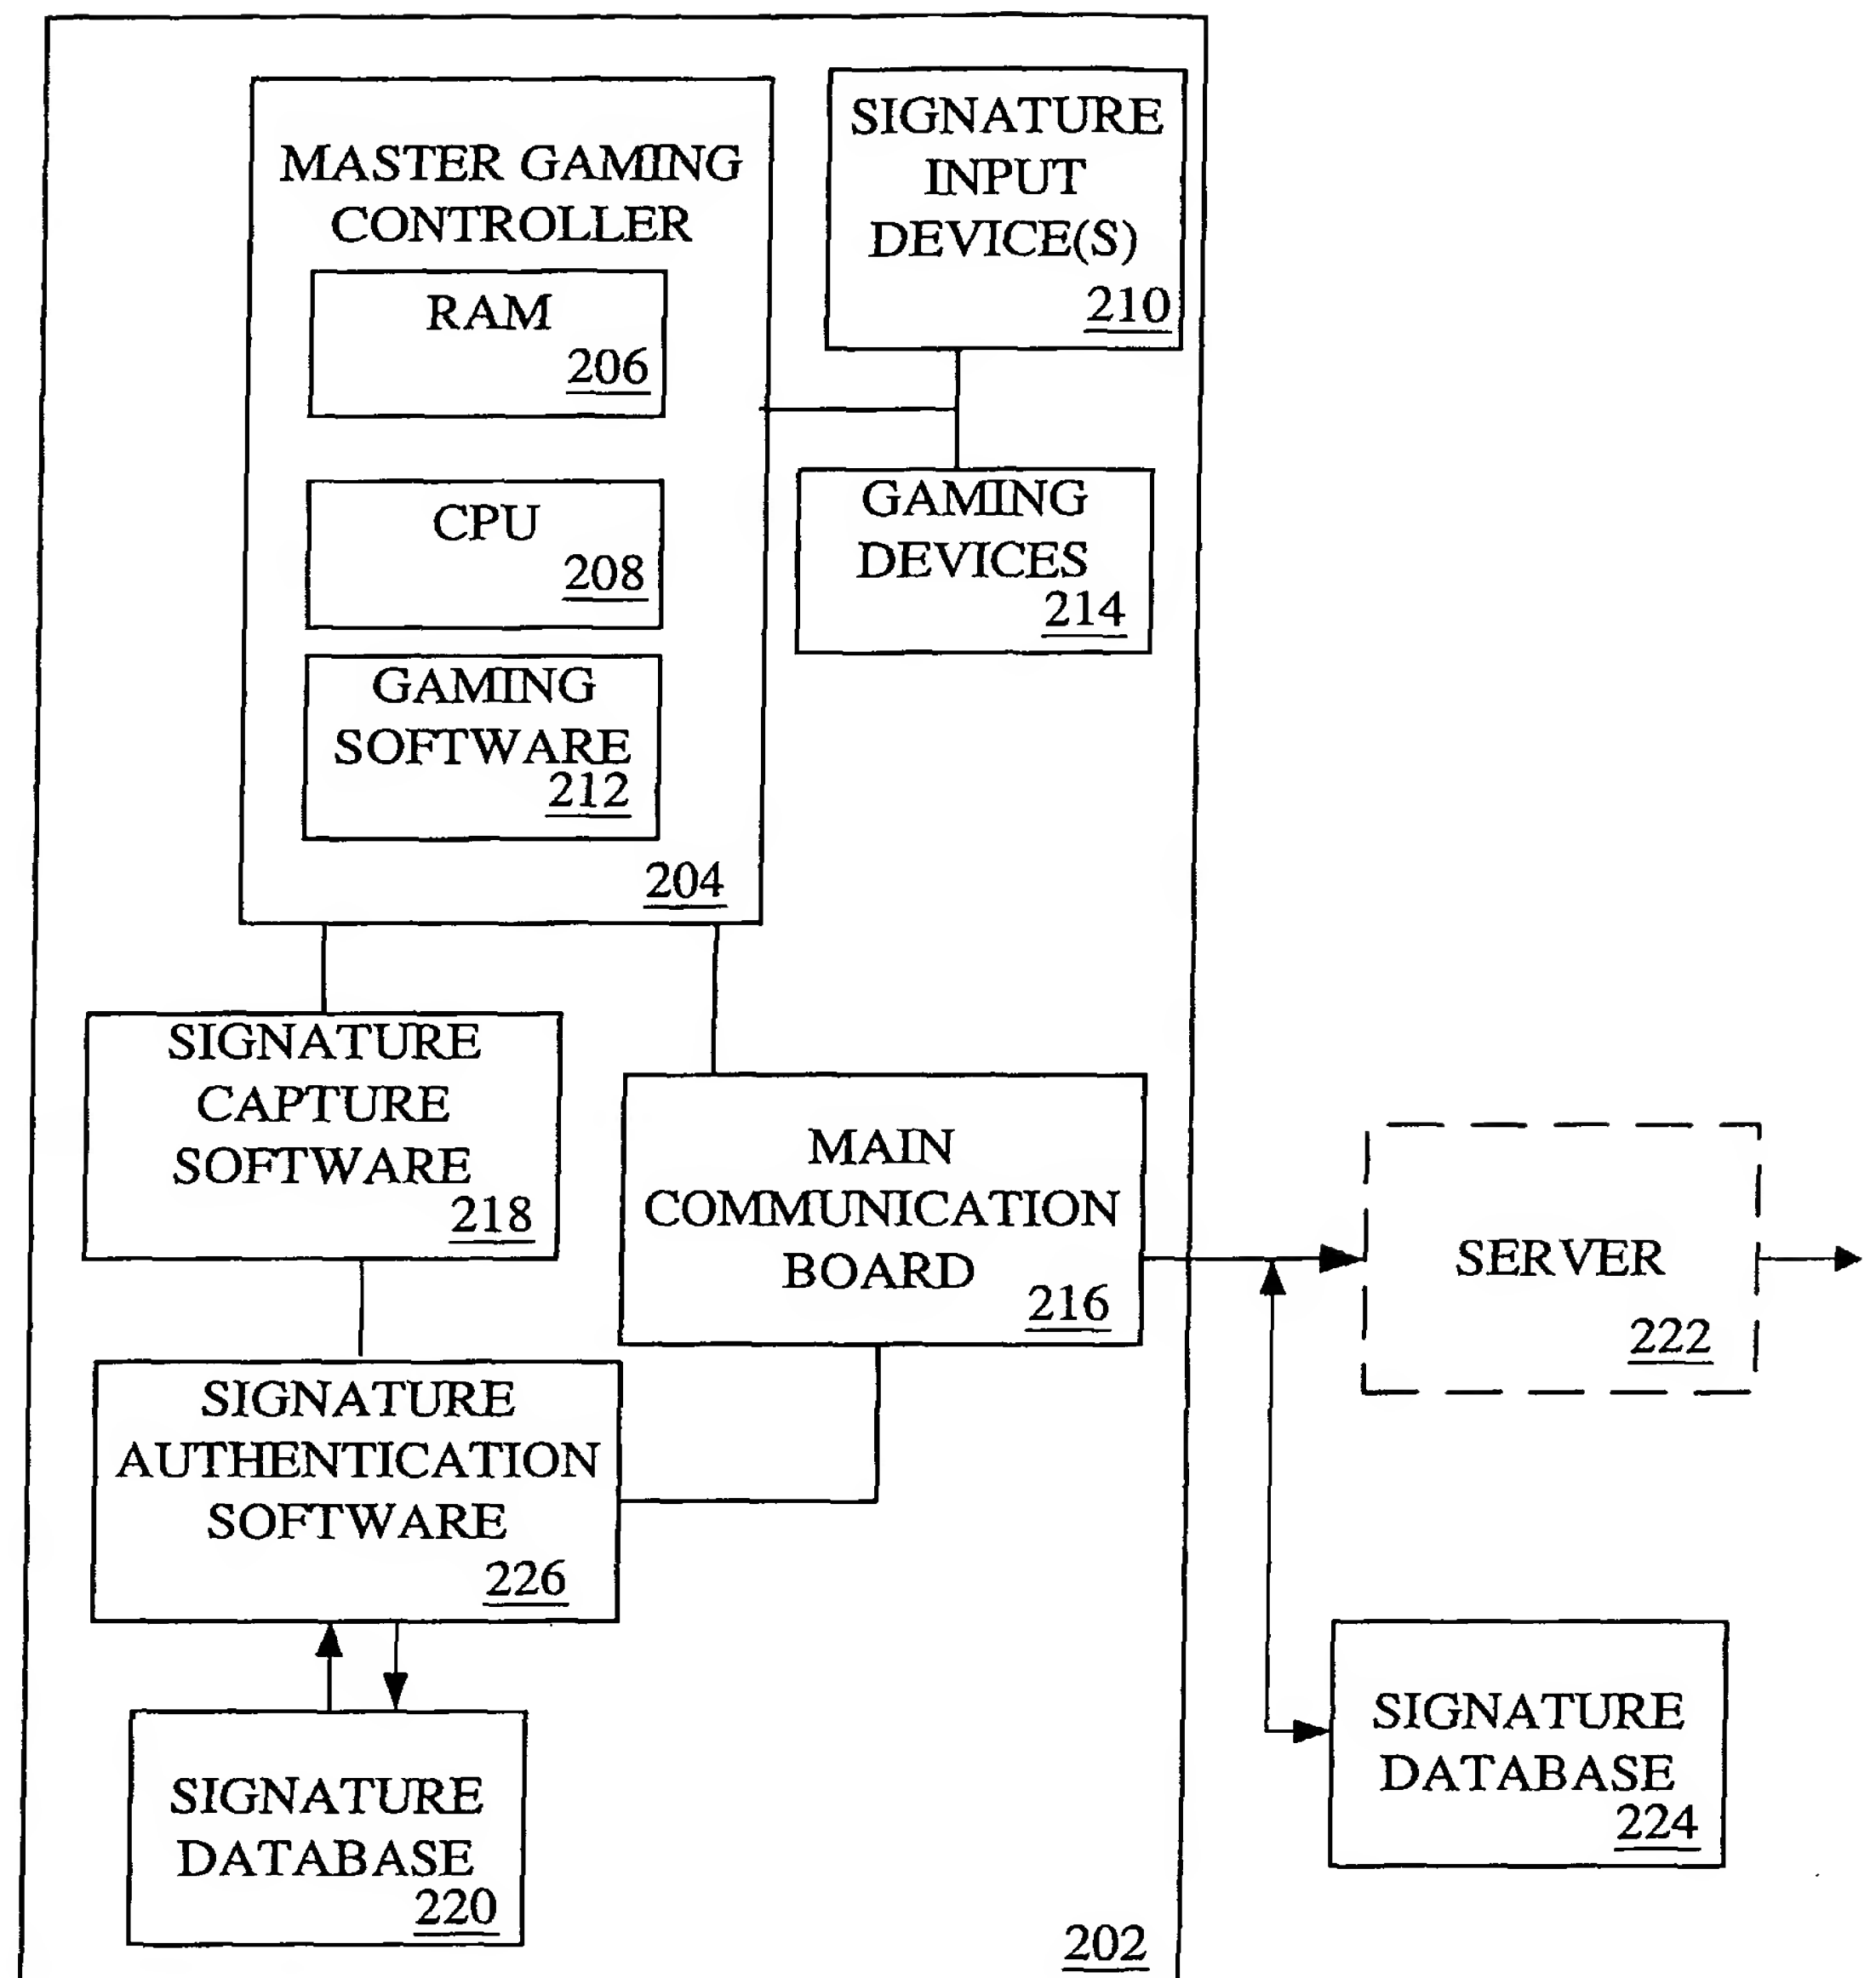 MASTER GAMING
CONTROLLER
RAM
206
CPU
208
GAMING
SOFTWARE
212
204
SIGNATURE
INPUT
DEVICE(S)
210
GAMING
DEVICES
214
SIGNATURE
CAPTURE
SOFTWARE
218
MAIN
COMMUNICATION
BOARD
216
SERVER
222
SIGNATURE
AUTHENTICATION
SOFTWARE
226
SIGNATURE
DATABASE
220
SIGNATURE
DATABASE
224
202